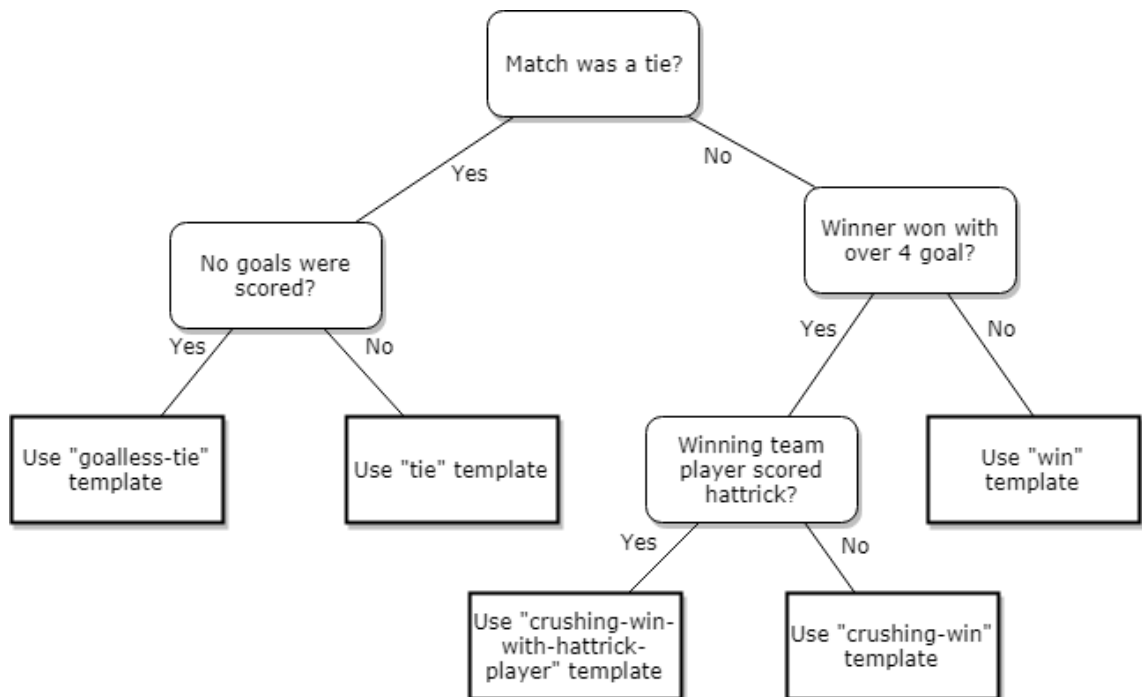 Match was a tie?
Yes
No
No goals were
scored?
Winner won with
over 4 goal?
Yes
No
Yes
No
Use "goalless-tie"
template
Use "tie" template
Winning team
player scored
hattrick?
Use "win"
template
Yes
No
Use "crushing-win-
with-hattrick-
player" template
Use "crushing-win"
template